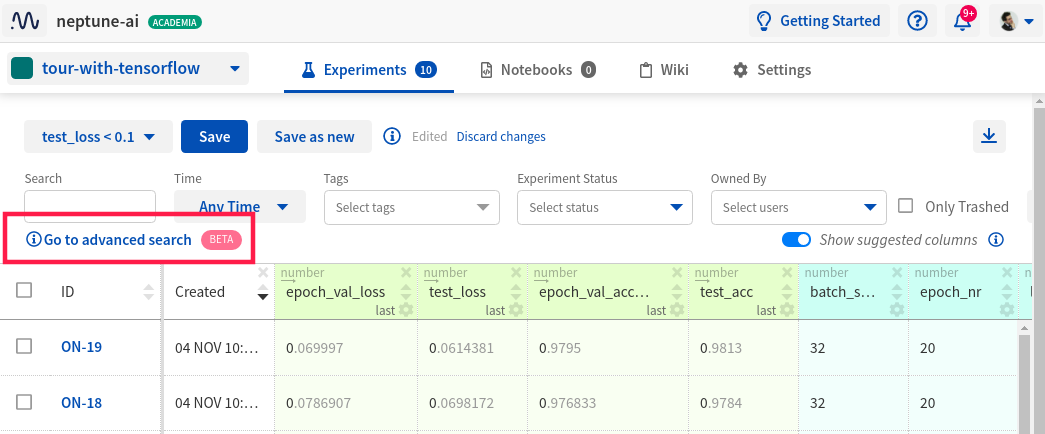 neptune-ai ACADEMIA Getting Started 9+
tour-with-tensorflow Experiments 10 Notebooks 0 Wiki Settings
test_loss < 0.1 Save Save as new Edited Discard changes
Search Time Tags Experiment Status Owned By
Any Time Select tags Select status Select users Only Trashed
Go to advanced search BETA Show suggested columns
number number number number number number
ID Created epoch_val_loss test_loss epoch_val_acc... test_acc batch_s... epoch_nr
last last last last
ON-19 04 NOV 10:... 0.069997 0.0614381 0.9795 0.9813 32 20
ON-18 04 NOV 10:... 0.0786907 0.0698172 0.976833 0.9784 32 20